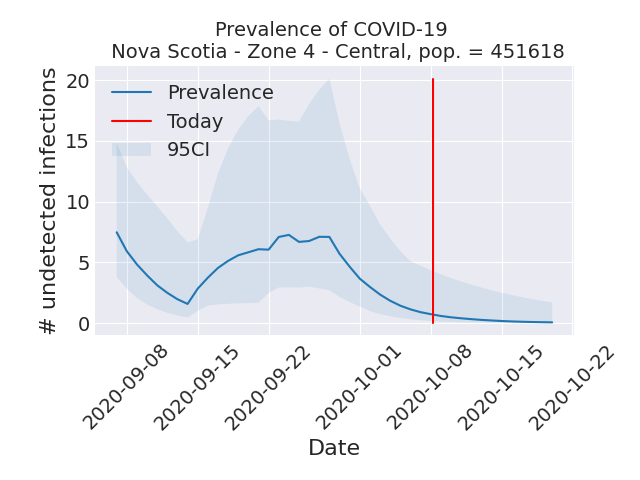 Prevalence of COVID-19
Nova Scotia - Zone 4 - Central, pop. = 451618
# undetected infections
20
15
10
5
0
Prevalence
Today
95CI
2020-09-08
2020-09-15
2020-09-22
2020-10-01
2020-10-08
2020-10-15
2020-10-22
Date